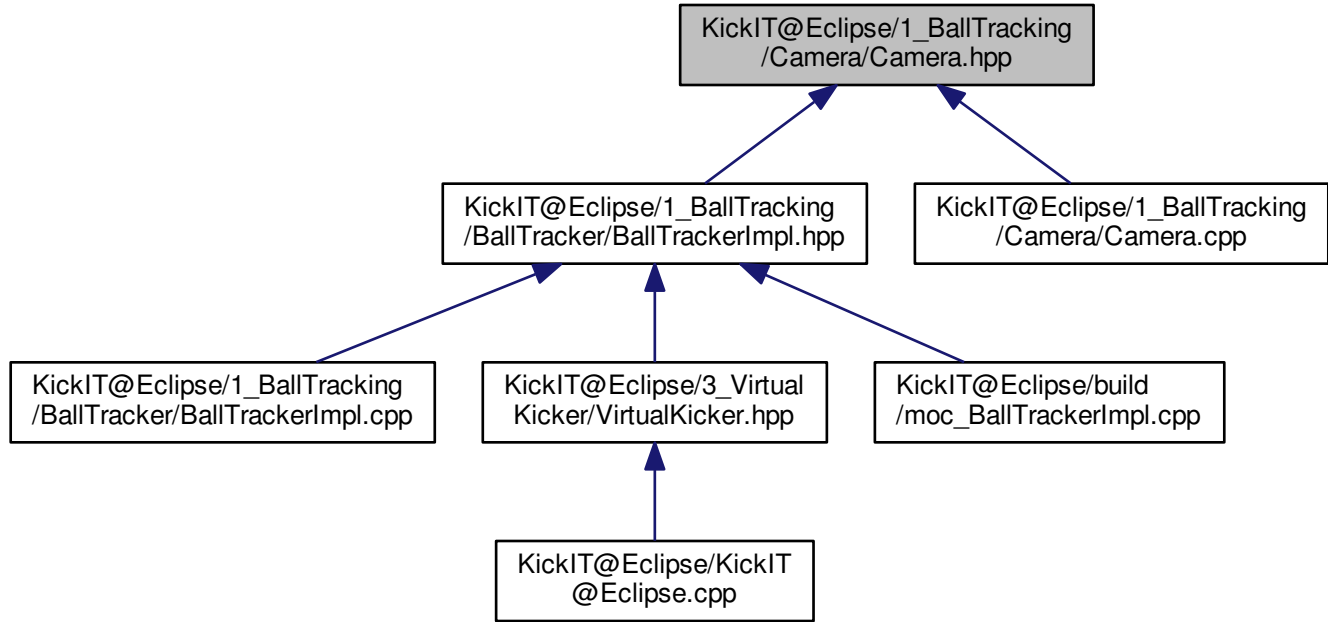 KickIT@Eclipse/1_BallTracking
/Camera/Camera.hpp
KickIT@Eclipse/1_BallTracking
/BallTracker/BallTrackerImpl.hpp
KickIT@Eclipse/1_BallTracking
/Camera/Camera.cpp
KickIT@Eclipse/1_BallTracking
/BallTracker/BallTrackerImpl.cpp
KickIT@Eclipse/3_Virtual
Kicker/VirtualKicker.hpp
KickIT@Eclipse/build
/moc_BallTrackerImpl.cpp
KickIT@Eclipse/KickIT
@Eclipse.cpp